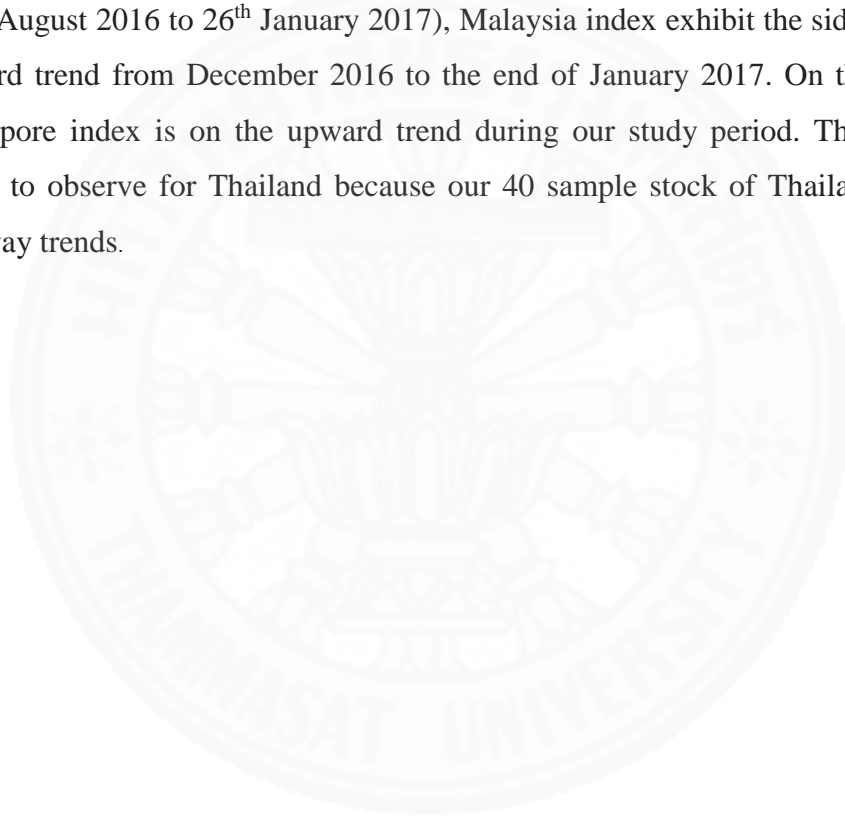 August 2016 to 26th January 2017), Malaysia index exhibit the sid
rd trend from December 2016 to the end of January 2017. On t
pore index is on the upward trend during our study period. Th
to observe for Thailand because our 40 sample stock of Thaila
ay trends.
THAMMASAT UNIVERSITY